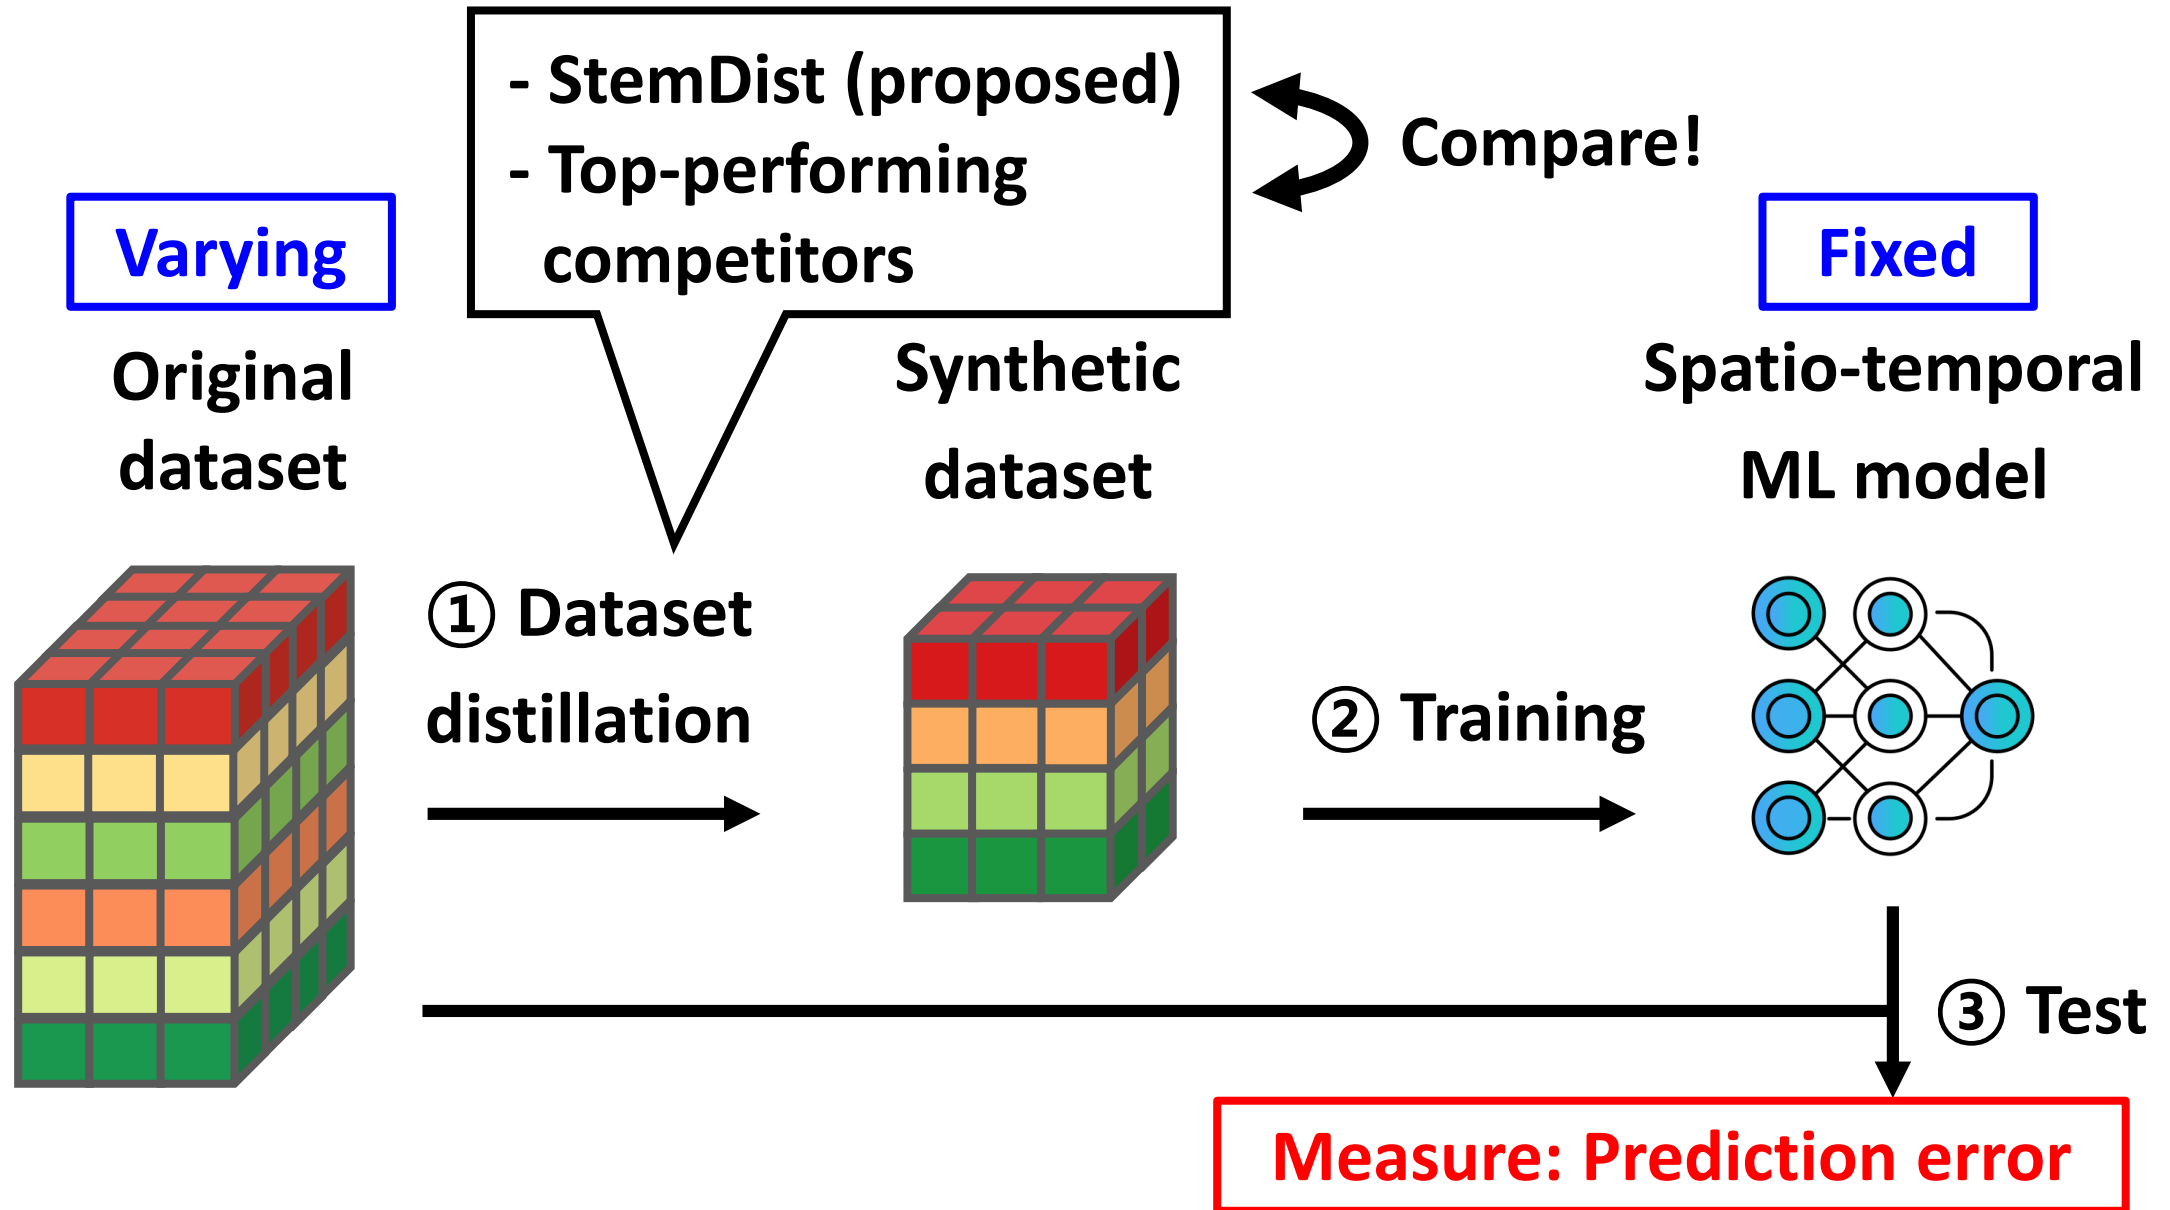 - StemDist (proposed)
- Top-performing
competitors
Compare!
Varying
Fixed
Original
dataset
Synthetic
dataset
Spatio-temporal
ML model
① Dataset
distillation
② Training
③ Test
Measure: Prediction error